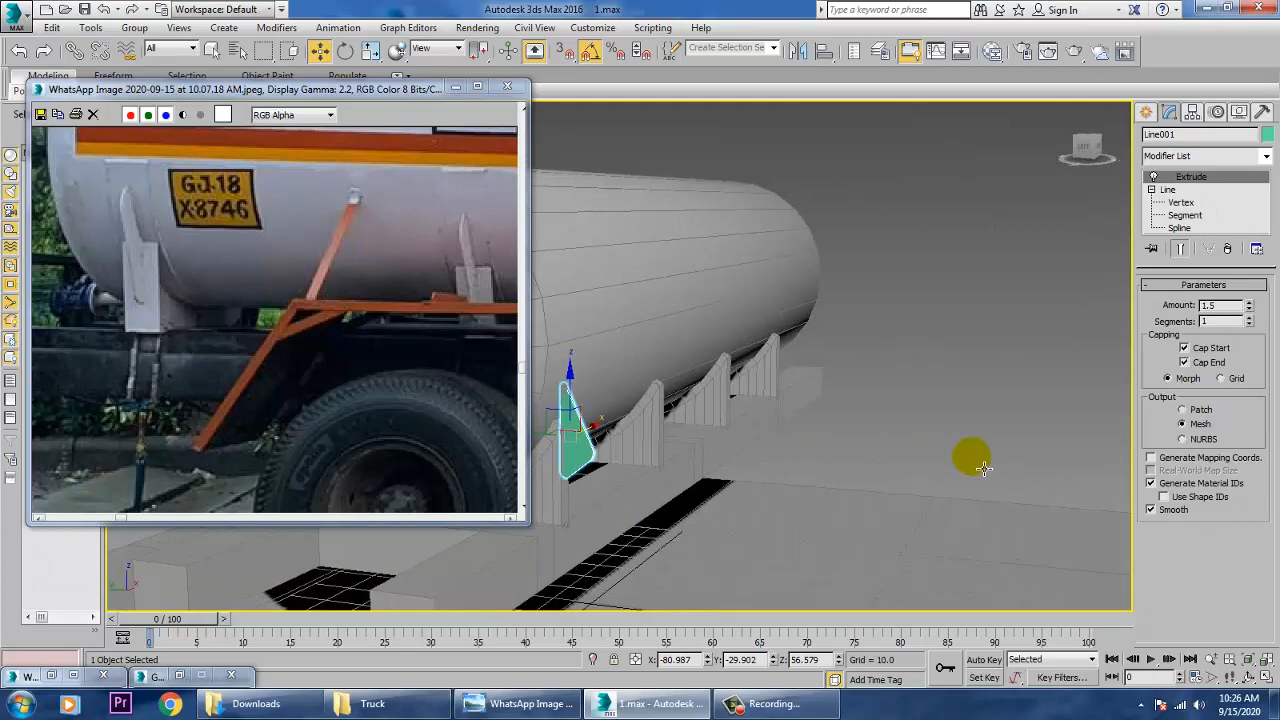 Workspace: Default
Autodesk 3ds Max 2016    1.max
Type a keyword or phrase
Sign In
MAX
Edit Tools Group Views Create Modifiers Animation Graph Editors Rendering Civil View Customize Scripting Help
All
View
3
Create Selection Se
Modeling Freeform Selection Object Paint Populate
WhatsApp Image 2020-09-15 at 10.07.18 AM.jpeg, Display Gamma: 2.2, RGB Color 8 Bits/C...
RGB Alpha
GJ-18
X-8746
LEFT
z
x
Line001
Modifier List
Extrude
Line
Vertex
Segment
Spline
Parameters
Amount: 1.5
Segments: 1
Capping
Cap Start
Cap End
Morph Grid
Output
Patch
Mesh
NURBS
Generate Mapping Coords.
Real-World Map Size
Generate Material IDs
Use Shape IDs
Smooth
z
x
0 / 100
0 5 10 15 20 25 30 35 40 45 50 55 60 65 70 75 80 85 90 95 100
1 Object Selected
X: -80.987 Y: -29.902 Z: 56.579 Grid = 10.0
Auto Key Selected
W... G...
Add Time Tag
Set Key Key Filters...
0
Downloads Truck WhatsApp Image ... 1.max - Autodesk ... Recording...
Pr
10:26 AM
9/15/2020